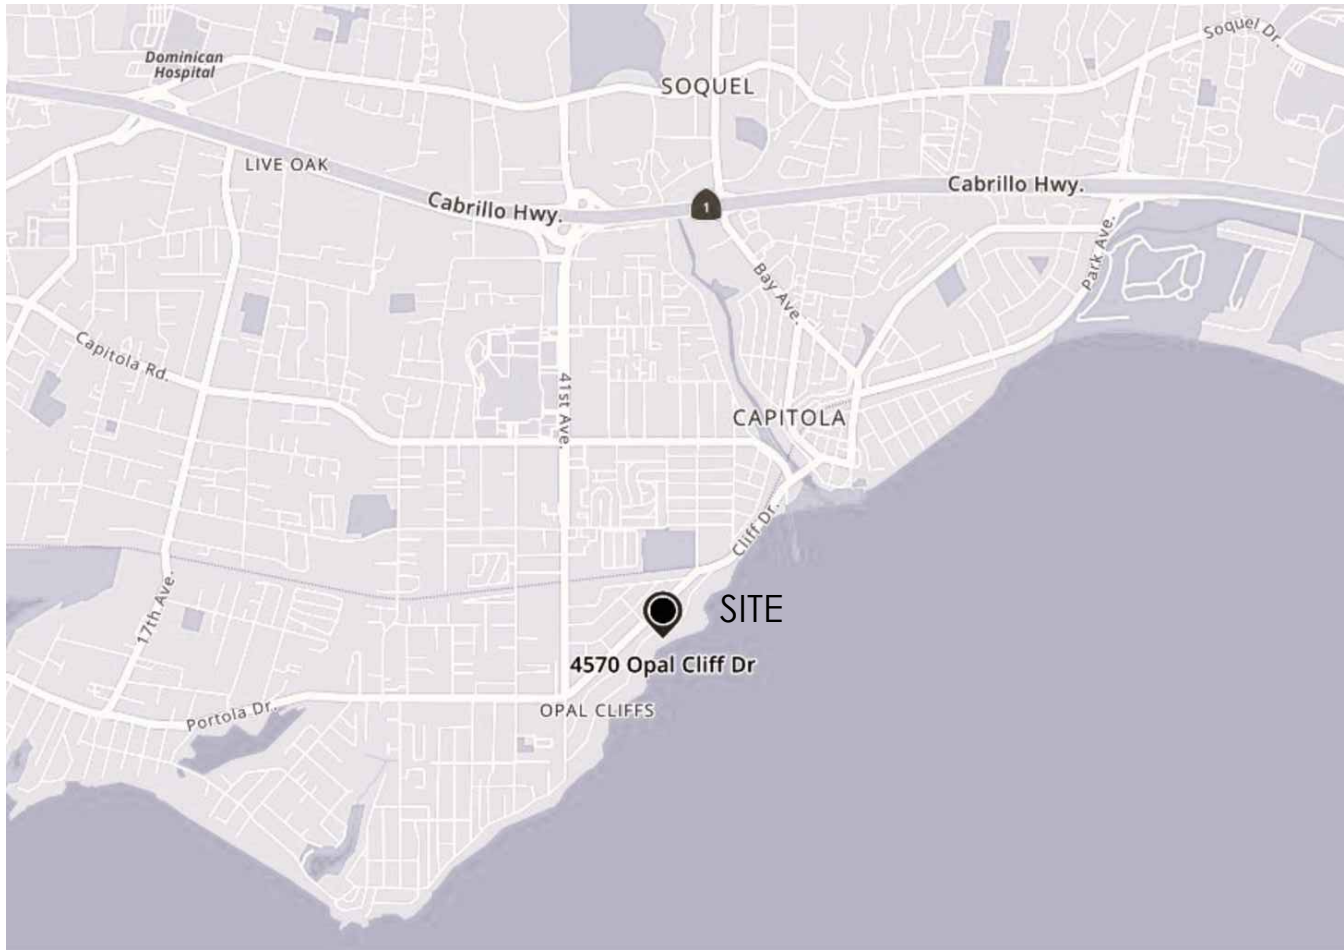 Soquel Dr.
Dominican
Hospital
SOQUEL
LIVE OAK
Cabrillo Hwy.
Cabrillo Hwy.
1
Park Ave.
Bay Ave.
Capitola Rd.
41st Ave.
CAPITOLA
Cliff Dr.
17th Ave.
SITE
4570 Opal Cliff Dr
OPAL CLIFFS
Portola Dr.